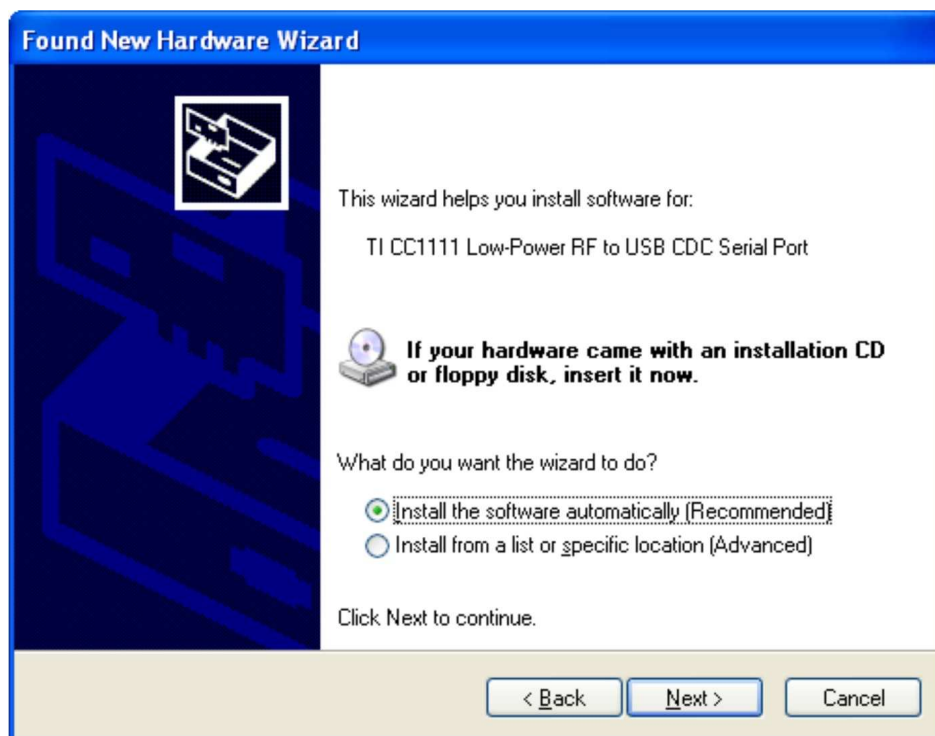 Found New Hardware Wizard
This wizard helps you install software for:
TI CC1111 Low-Power RF to USB CDC Serial Port
If your hardware came with an installation CD
or floppy disk, insert it now.
What do you want the wizard to do?
Install the software automatically (Recommended)
Install from a list or specific location (Advanced)
Click Next to continue.
< Back Next > Cancel